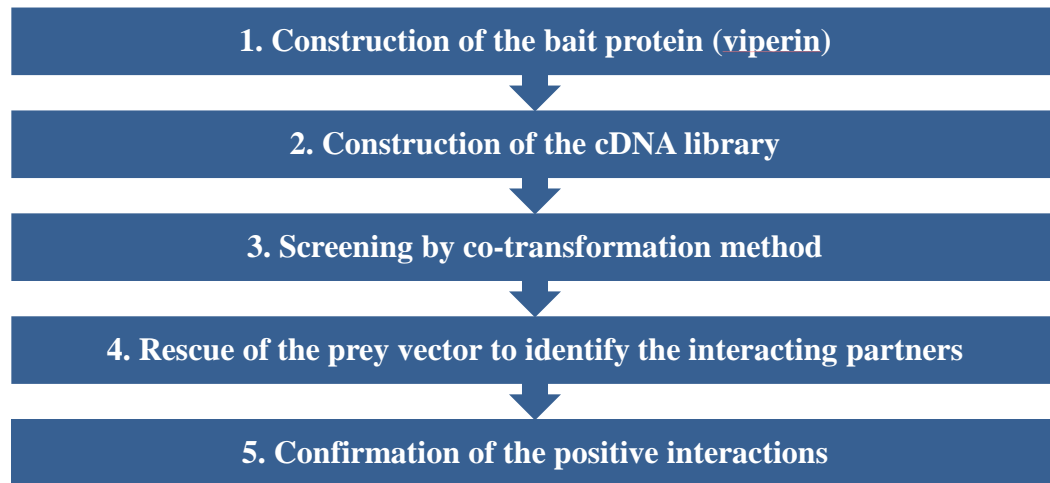 1. Construction of the bait protein (viperin)
2. Construction of the cDNA library
3. Screening by co-transformation method
4. Rescue of the prey vector to identify the interacting partners
5. Confirmation of the positive interactions